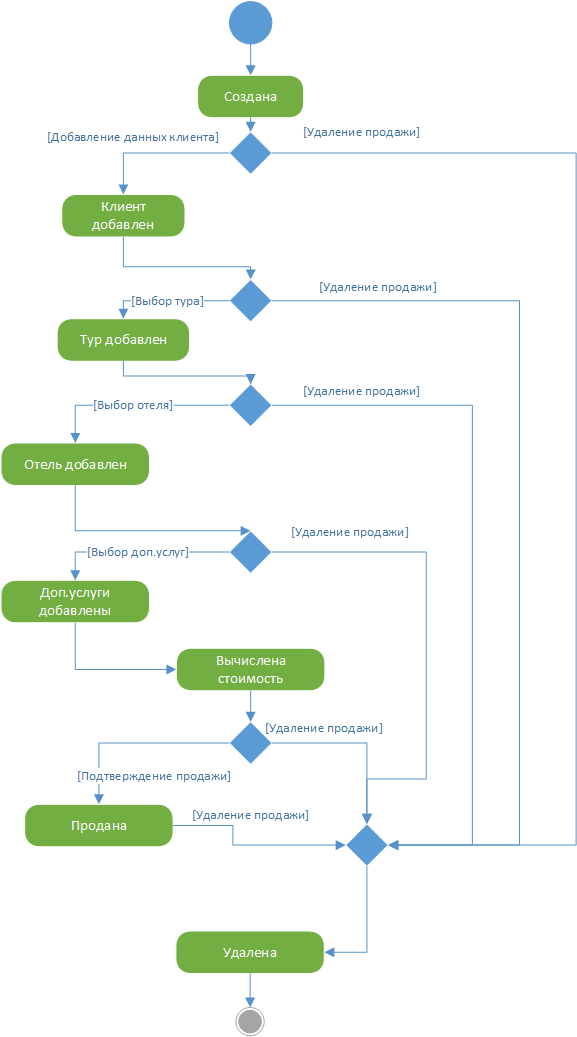 Создана
[Добавление данных клиента]
[Удаление продажи]
Клиент
добавлен
[Удаление продажи]
[Выбор тура]
Тур добавлен
[Удаление продажи]
[Выбор отеля]
Отель добавлен
[Удаление продажи]
[Выбор доп.услуг]
Доп.услуги
добавлены
Вычислена
стоимость
[Удаление продажи]
[Подтверждение продажи]
[Удаление продажи]
Продана
Удалена